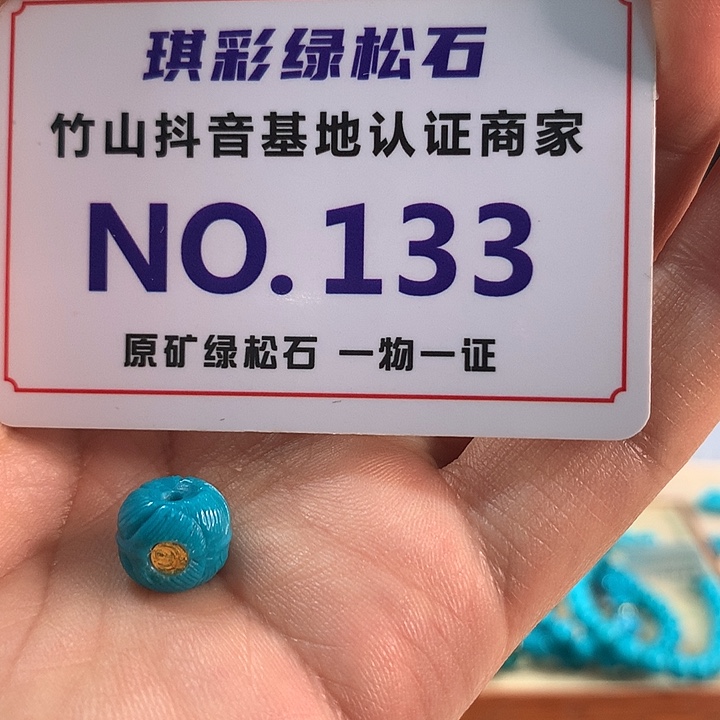 琪彩绿松石
竹山抖音基地认证商家
NO.133
原矿绿松石 一物一证